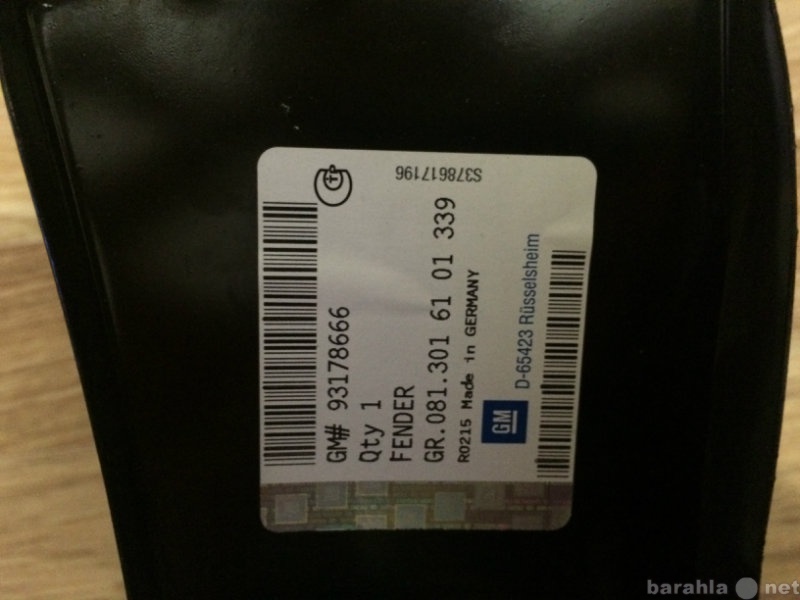 GM# 93178666
Qty 1
FENDER
GR.081.301 61 01 339
R0215 Made in GERMANY
GM
D-65423 Rüsselsheim
S378617196
barahla net